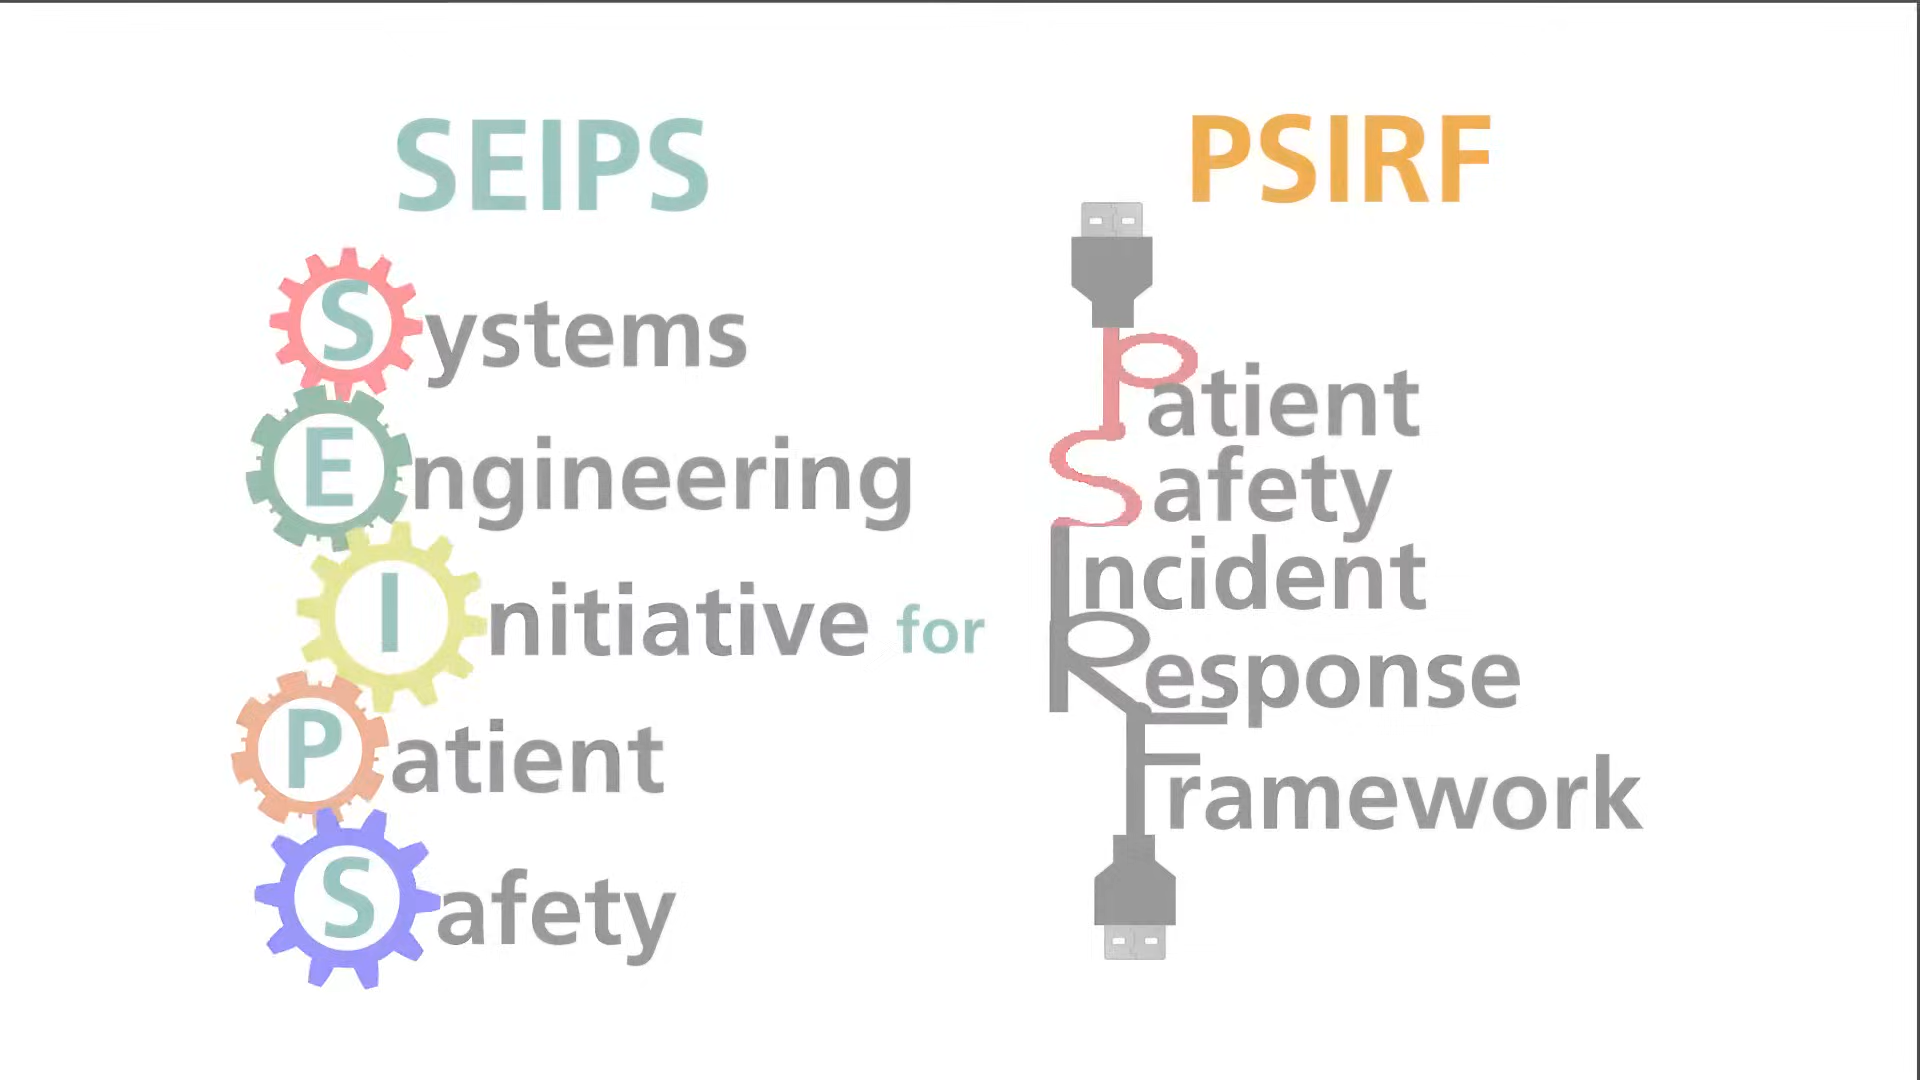 SEIPS
Systems
Engineering
Initiative for
Patient
Safety
PSIRF
Patient
Safety
Incident
Response
Framework